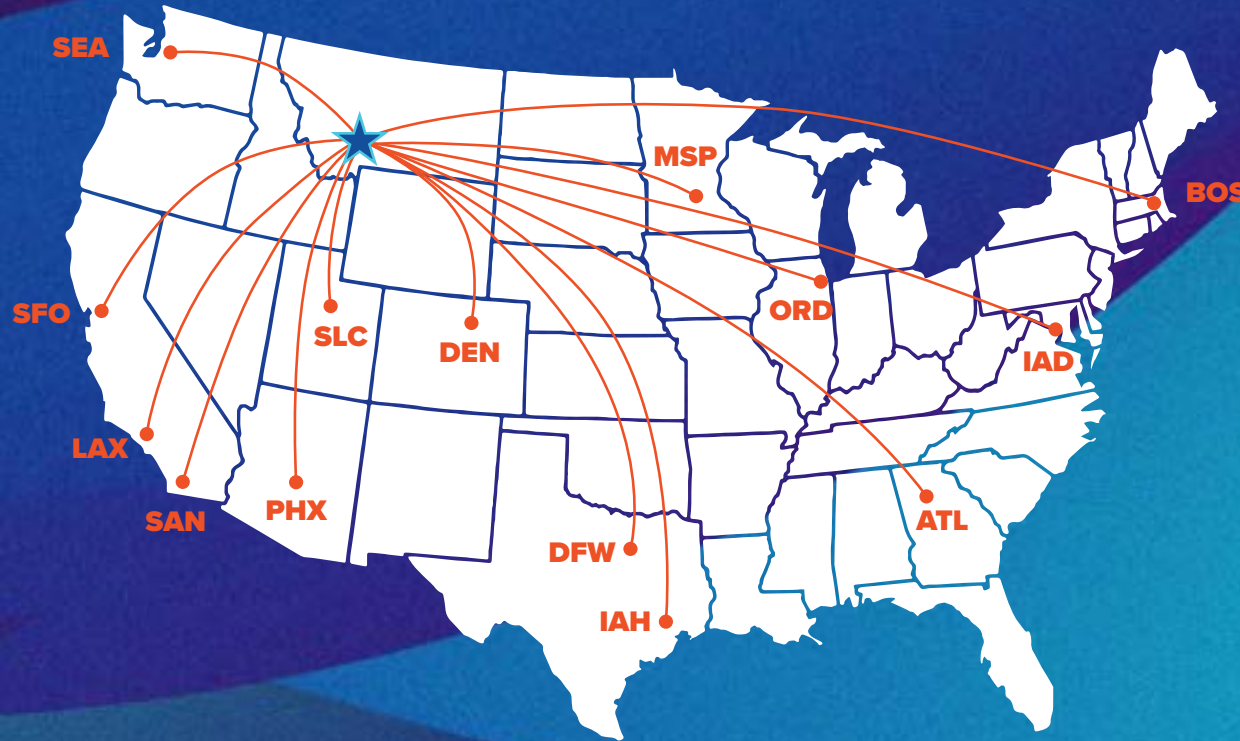 SEA
MSP
BOS
SFO
ORD
SLC
DEN
IAD
LAX
SAN
PHX
ATL
DFW
IAH